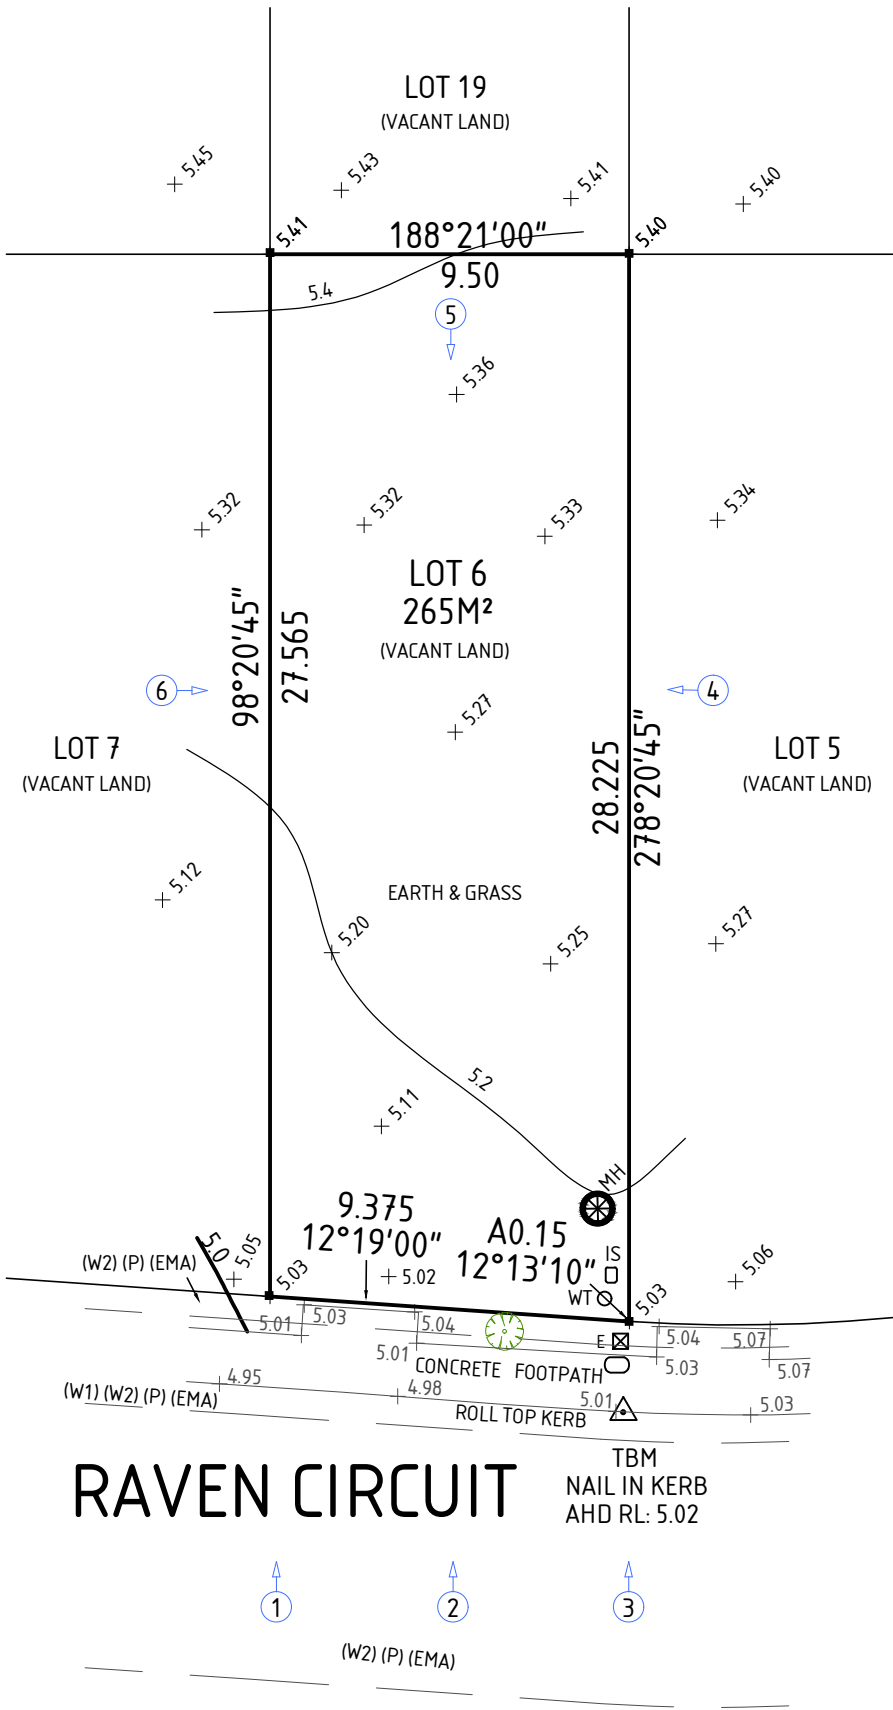 LOT 19
(VACANT LAND)
5.45
5.43
5.41
5.40
5.41
188°21'00"
5.40
9.50
5.4
5
5.36
5.32
5.32
5.33
5.34
LOT 6
265M²
(VACANT LAND)
98°20'45"
27.565
6
4
5.27
LOT 7
(VACANT LAND)
28.225
278°20'45"
LOT 5
(VACANT LAND)
5.12
EARTH & GRASS
5.20
5.25
5.27
5.2
5.11
MH
9.375
12°19'00"
A0.15
12°13'10"
IS
5.0
5.05
(W2) (P) (EMA)
5.03
5.02
WT
5.03
5.06
5.01
5.03
5.04
E
5.04
5.07
5.01
5.03
5.07
CONCRETE FOOTPATH
4.95
4.98
5.01
5.03
(W1) (W2) (P) (EMA)
ROLL TOP KERB
RAVEN CIRCUIT
TBM
NAIL IN KERB
AHD RL: 5.02
1
2
3
(W2) (P) (EMA)